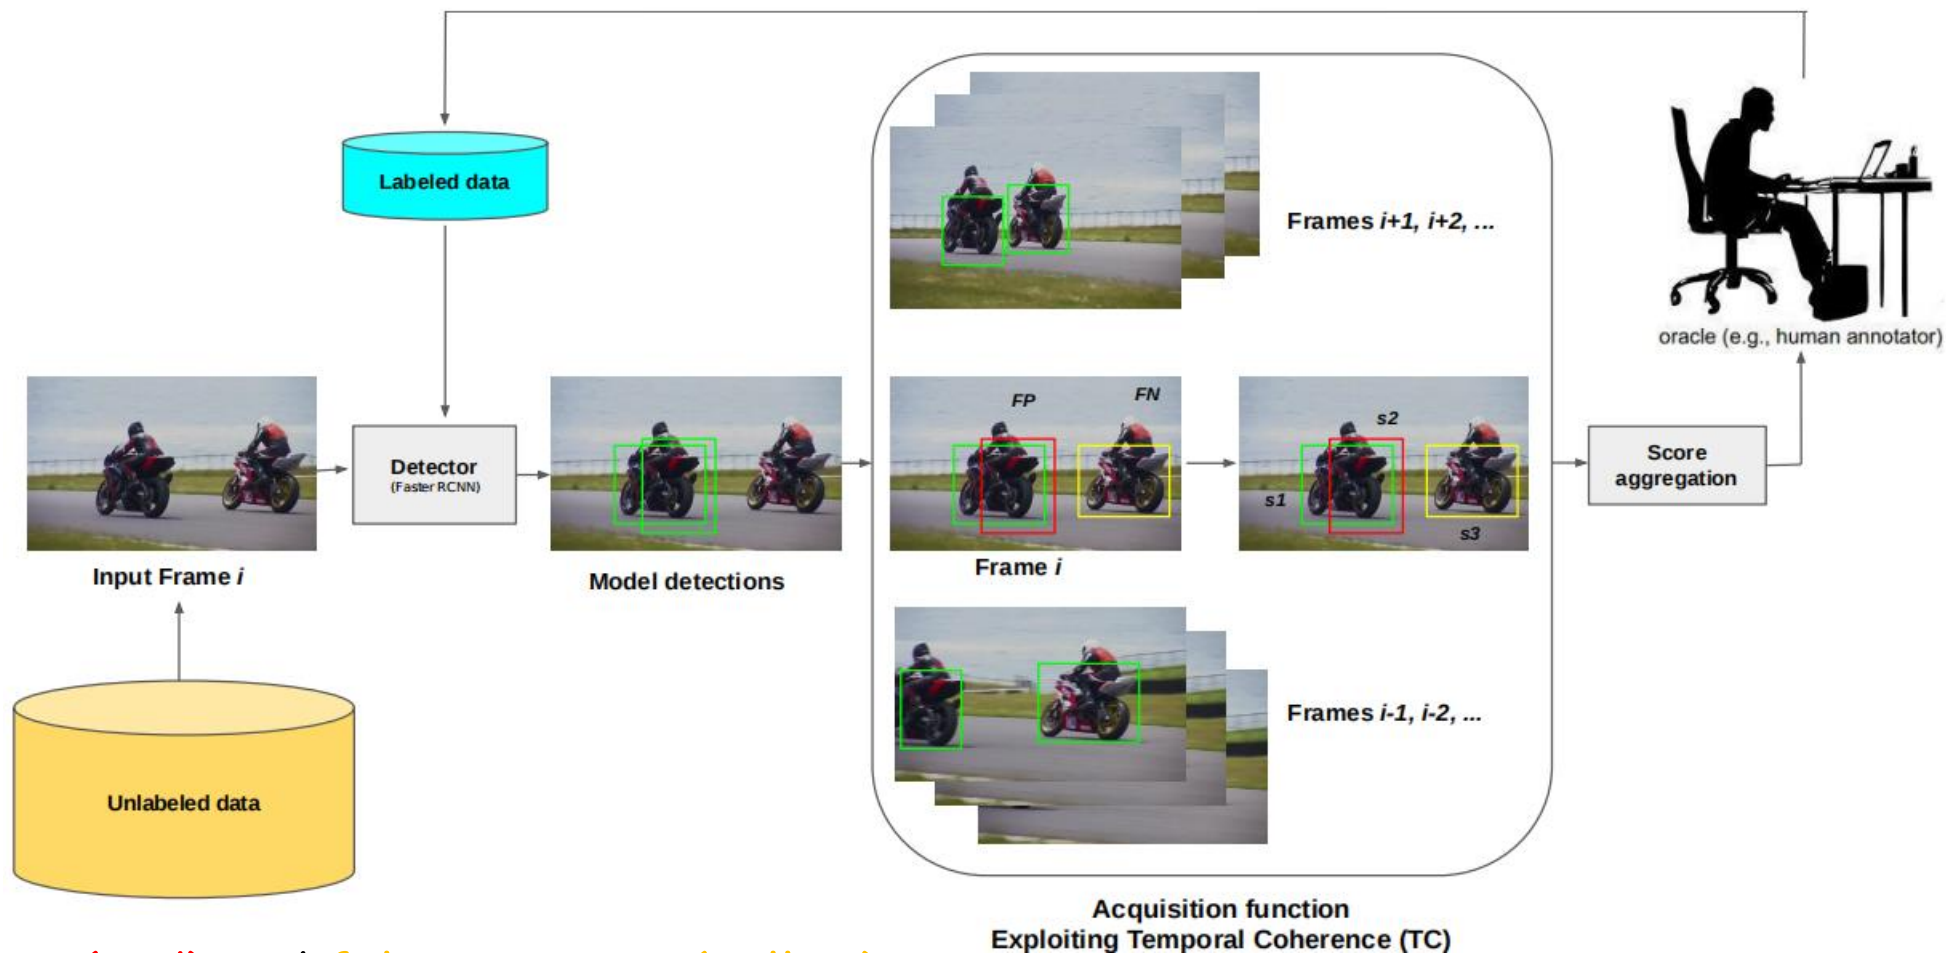 Labeled data
Frames i+1, i+2, ...
oracle (e.g., human annotator)
Input Frame i
Detector
(Faster RCNN)
Model detections
FP
FN
Frame i
s1
s2
s3
Score
aggregation
Unlabeled data
Frames i-1, i-2, ...
Acquisition function
Exploiting Temporal Coherence (TC)